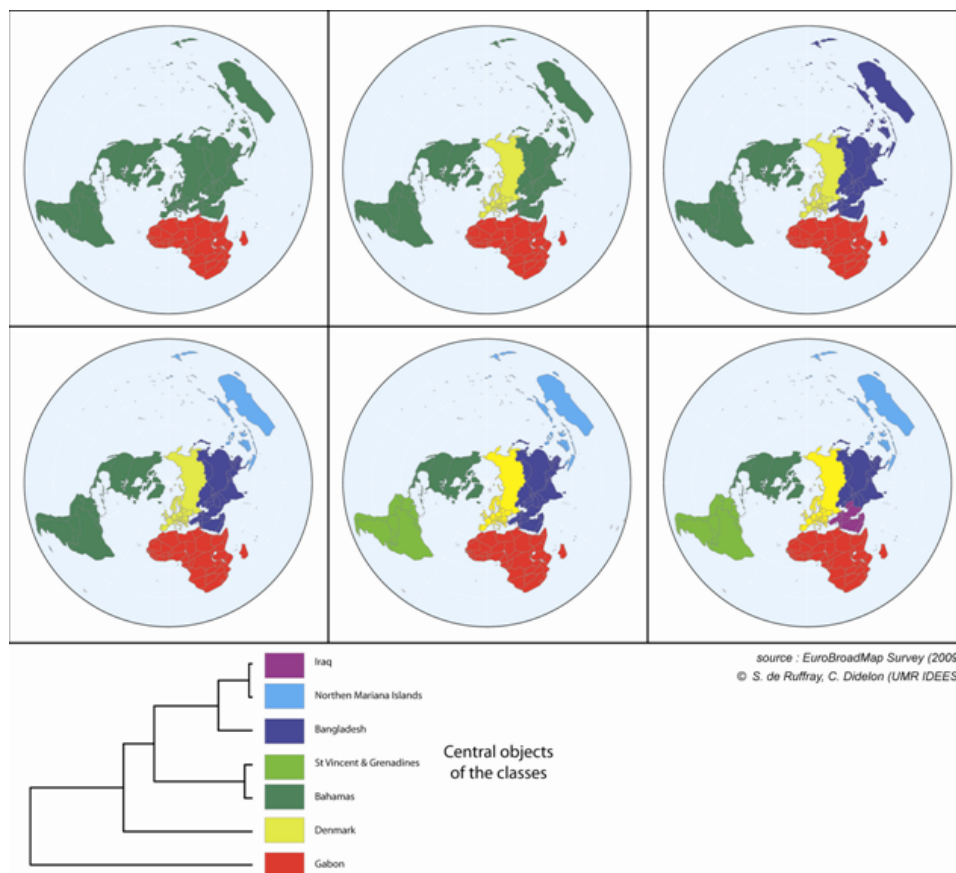 source : EuroBroadMap Survey (2009
© S. de Ruffray, C. Didelon (UMR IDEES
Iraq
Northen Mariana Islands
Bangladesh
St Vincent & Grenadines
Bahamas
Denmark
Gabon
Central objects
of the classes